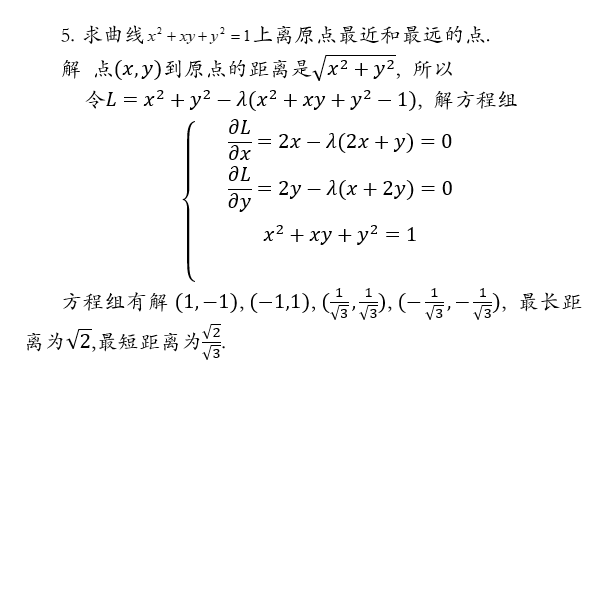 5. 求曲线x² + xy + y² = 1上离原点最近和最远的点.
解 点(x, y)到原点的距离是√(x² + y²), 所以
令L = x² + y² − λ(x² + xy + y² − 1), 解方程组
∂L/∂x = 2x − λ(2x + y) = 0
∂L/∂y = 2y − λ(x + 2y) = 0
x² + xy + y² = 1
方程组有解 (1, −1), (−1,1), (1/√3, 1/√3), (−1/√3, −1/√3), 最长距
离为√2,最短距离为√2/√3.